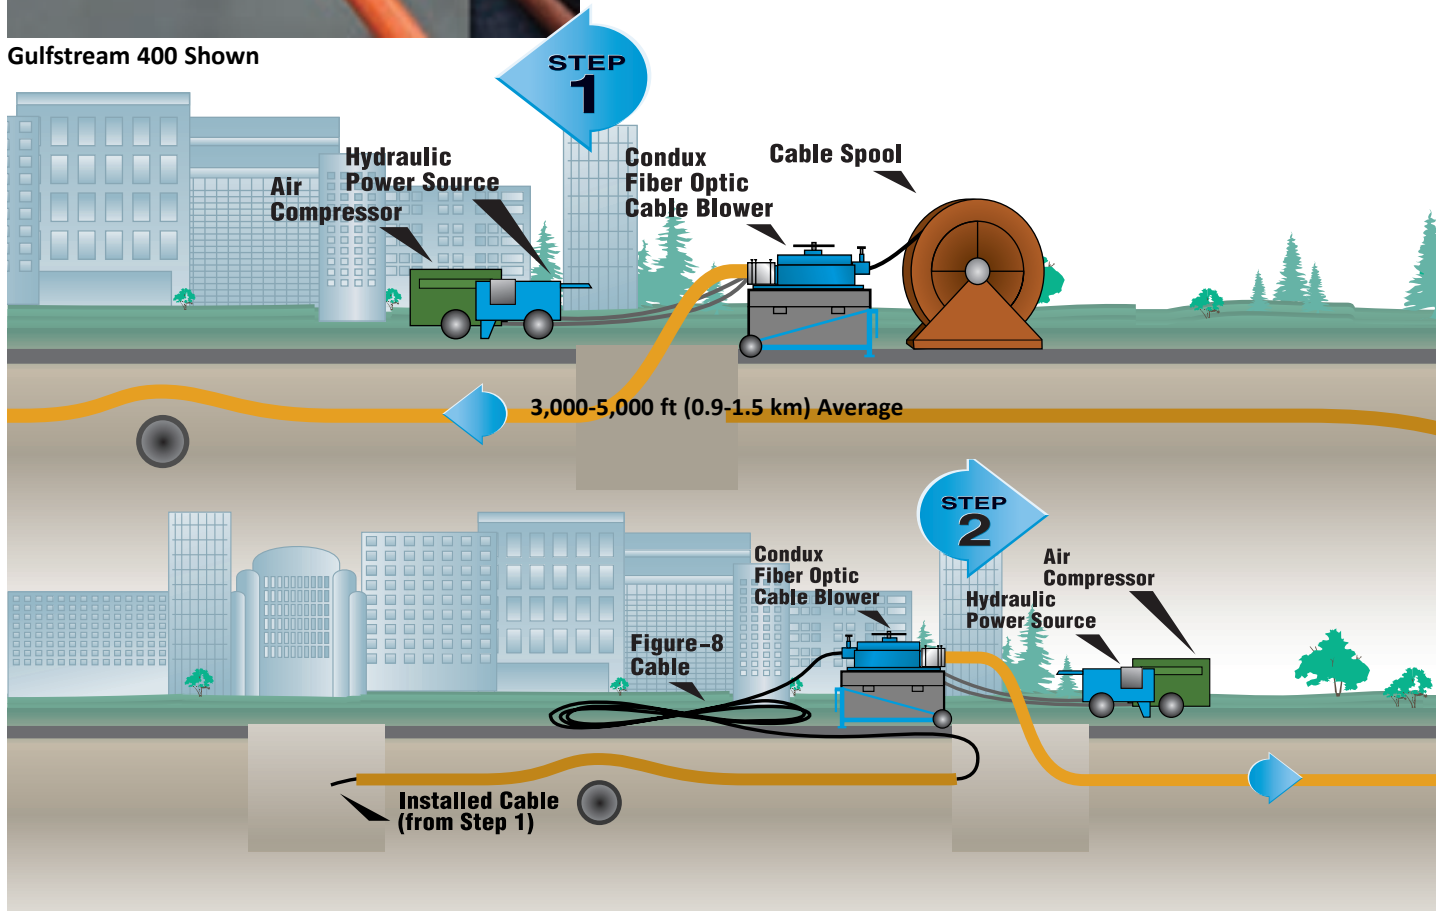 Gulfstream 400 Shown
STEP
1
Hydraulic
Power Source
Air
Compressor
Condux
Fiber Optic
Cable Blower
Cable Spool
3,000-5,000 ft (0.9-1.5 km) Average
STEP
2
Condux
Fiber Optic
Cable Blower
Air
Compressor
Hydraulic
Power Source
Figure-8
Cable
Installed Cable
(from Step 1)